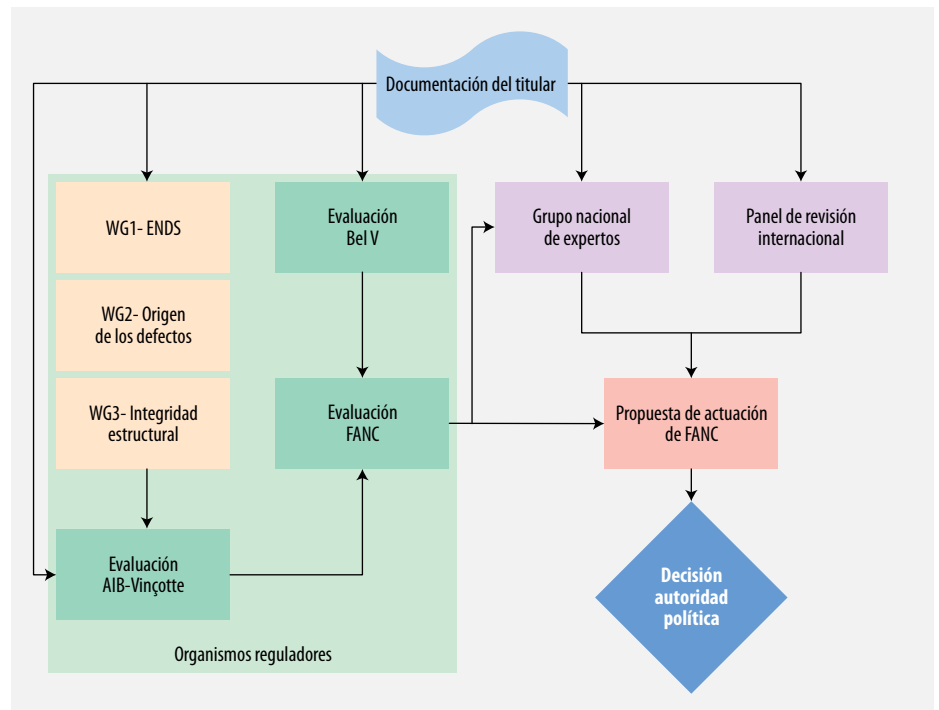 Documentación del titular
WG1- ENDS
Evaluación
Bel V
Grupo nacional
de expertos
Panel de revisión
internacional
WG2- Origen
de los defectos
WG3- Integridad
estructural
Evaluación
FANC
Propuesta de actuación
de FANC
Evaluación
AIB-Vinçotte
Decisión
autoridad
política
Organismos reguladores